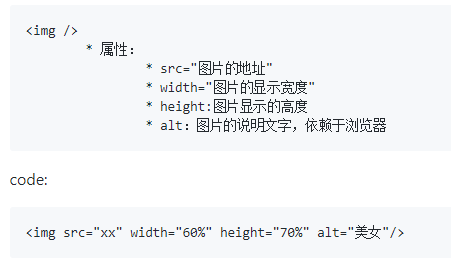 <img />
* 属性：
* src="图片的地址"
* width="图片的显示宽度"
* height:图片显示的高度
* alt：图片的说明文字，依赖于浏览器
code:
<img src="xx" width="60%" height="70%" alt="美女"/>